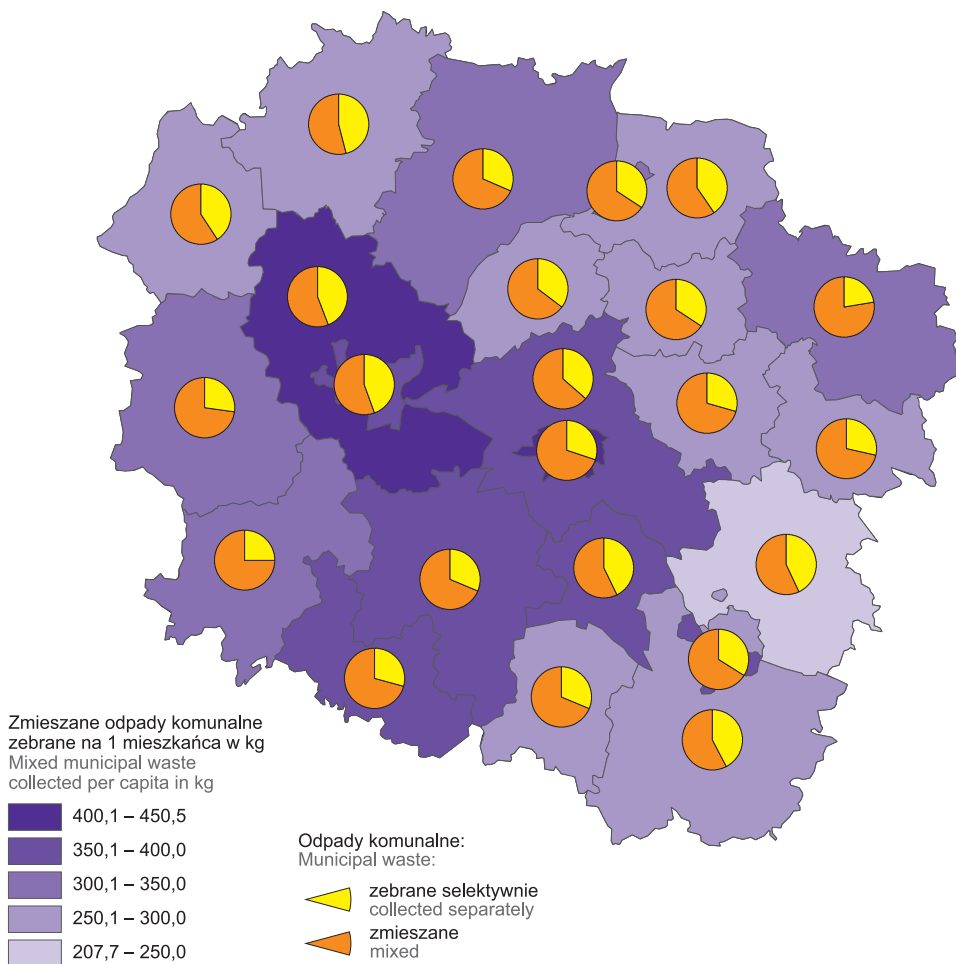 Zmieszane odpady komunalne
zebrane na 1 mieszkańca w kg
Mixed municipal waste
collected per capita in kg
400,1 – 450,5
350,1 – 400,0
300,1 – 350,0
250,1 – 300,0
207,7 – 250,0
Odpady komunalne:
Municipal waste:
zebrane selektywnie
collected separately
zmieszane
mixed